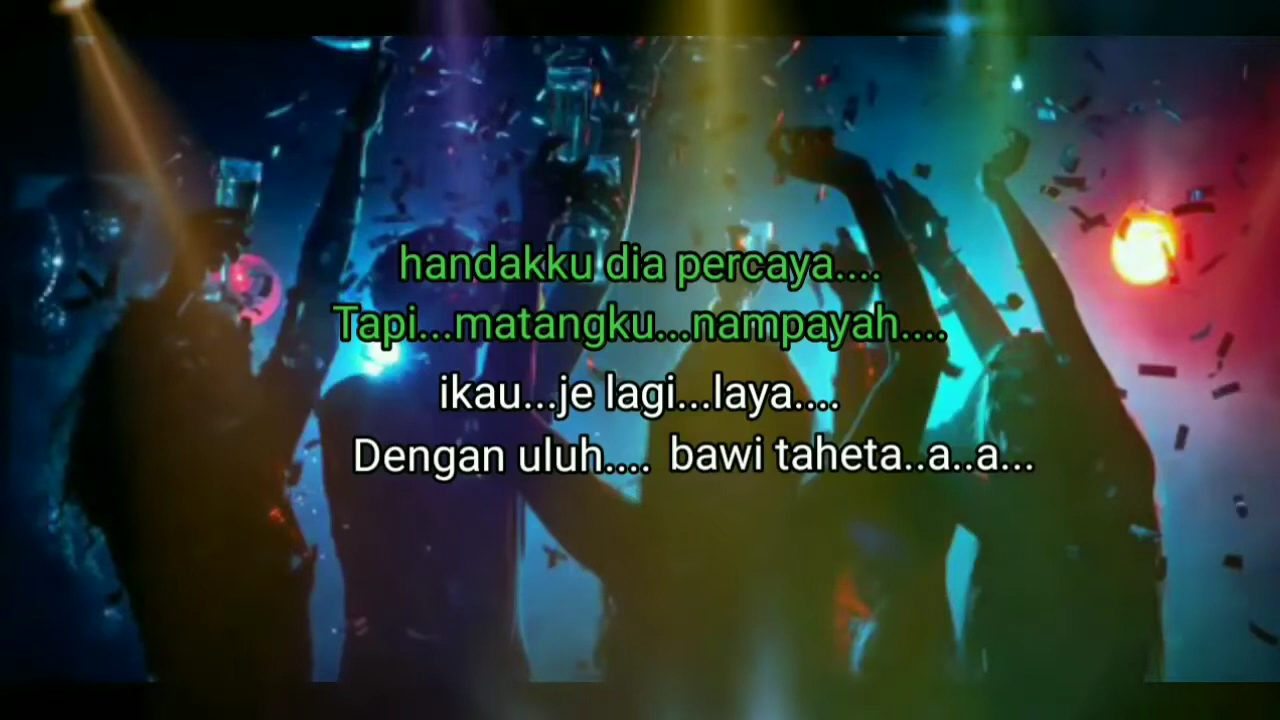 handakku dia percaya....
Tapi...matangku...nampayah....
ikau...je lagi...laya....
Dengan uluh.... bawi taheta..a..a...